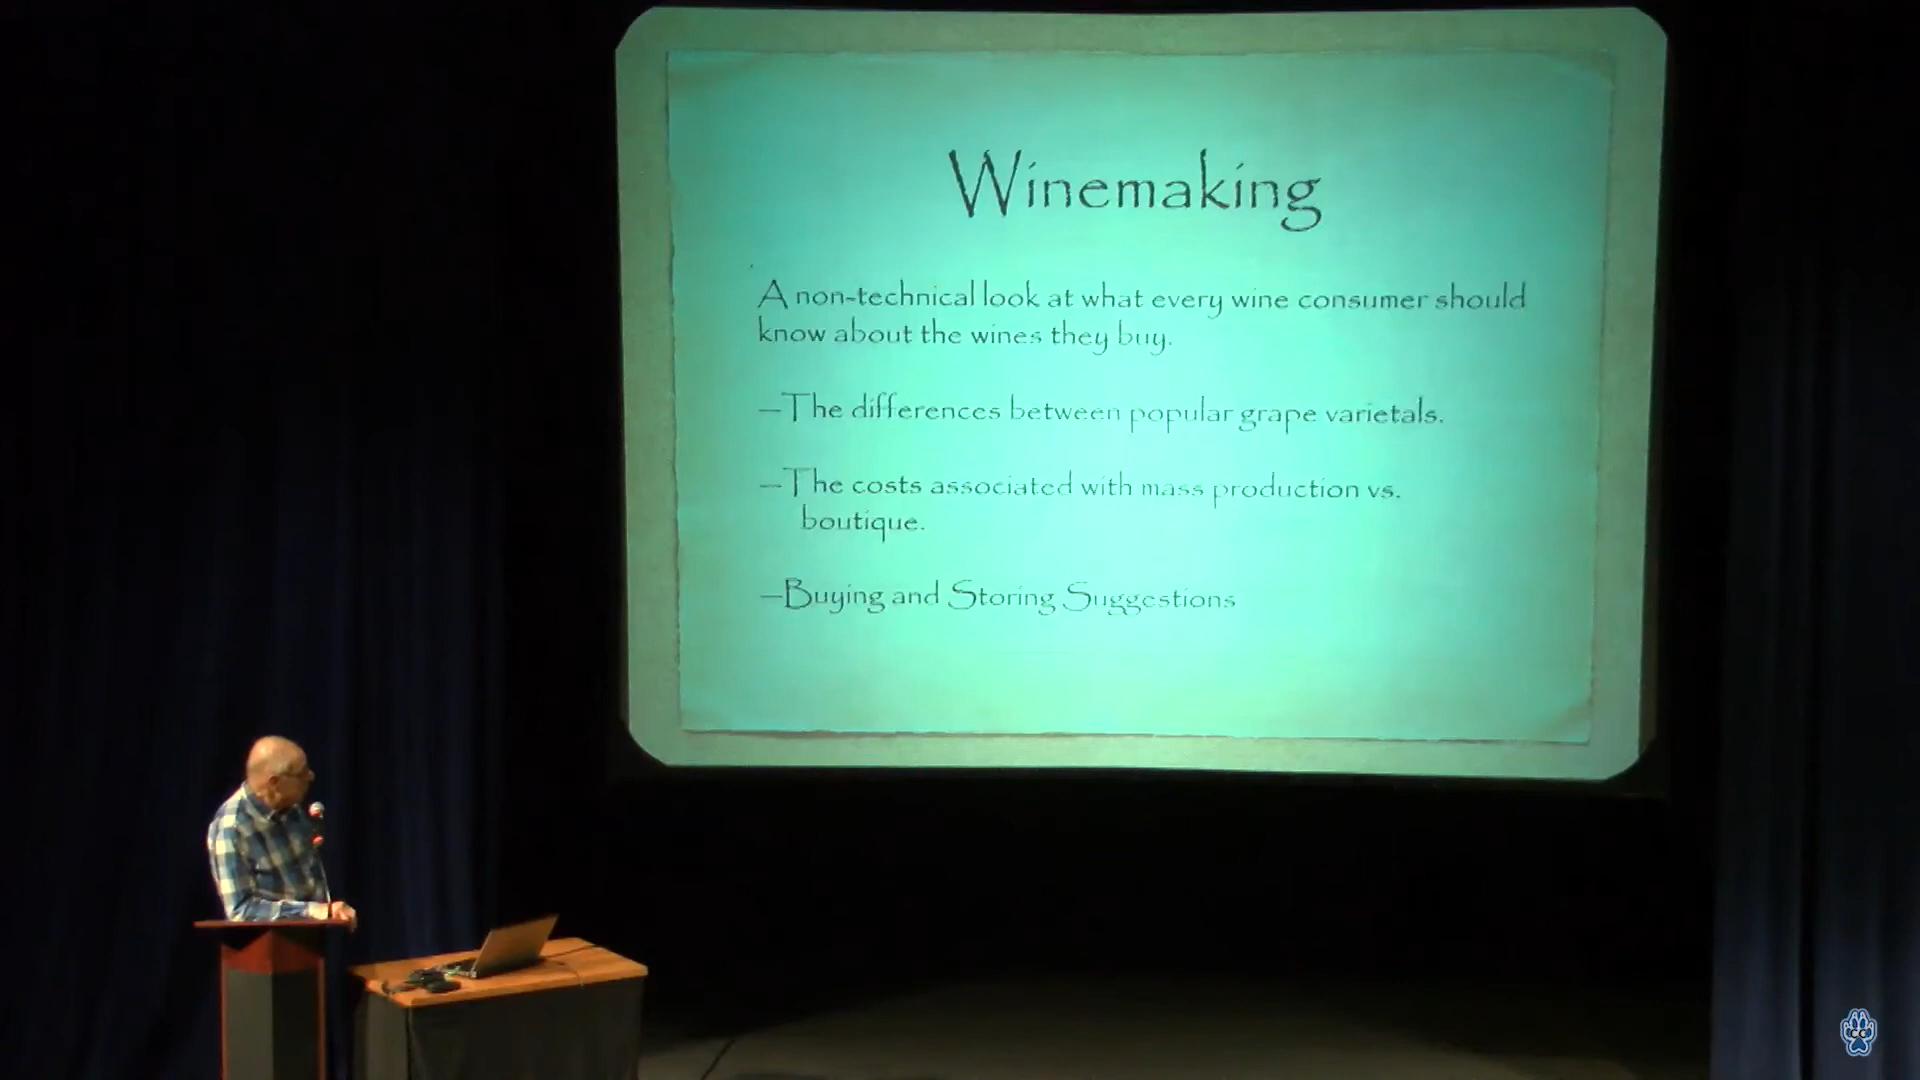 Winemaking
A non-technical look at what every wine consumer should
know about the wines they buy.
—The differences between popular grape varietals.
—The costs associated with mass production vs.
boutique.
—Buying and Storing Suggestions